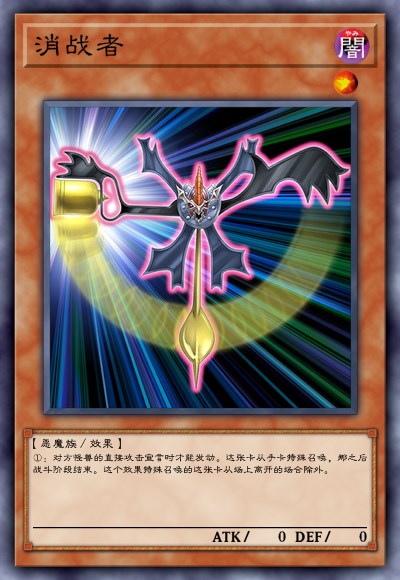 消战者
やみ
闇
【恶魔族／效果】
①：对方怪兽的直接攻击宣言时才能发动。这张卡从手卡特殊召唤，那之后
战斗阶段结束。这个效果特殊召唤的这张卡从场上离开的场合除外。
ATK/ 0 DEF/ 0